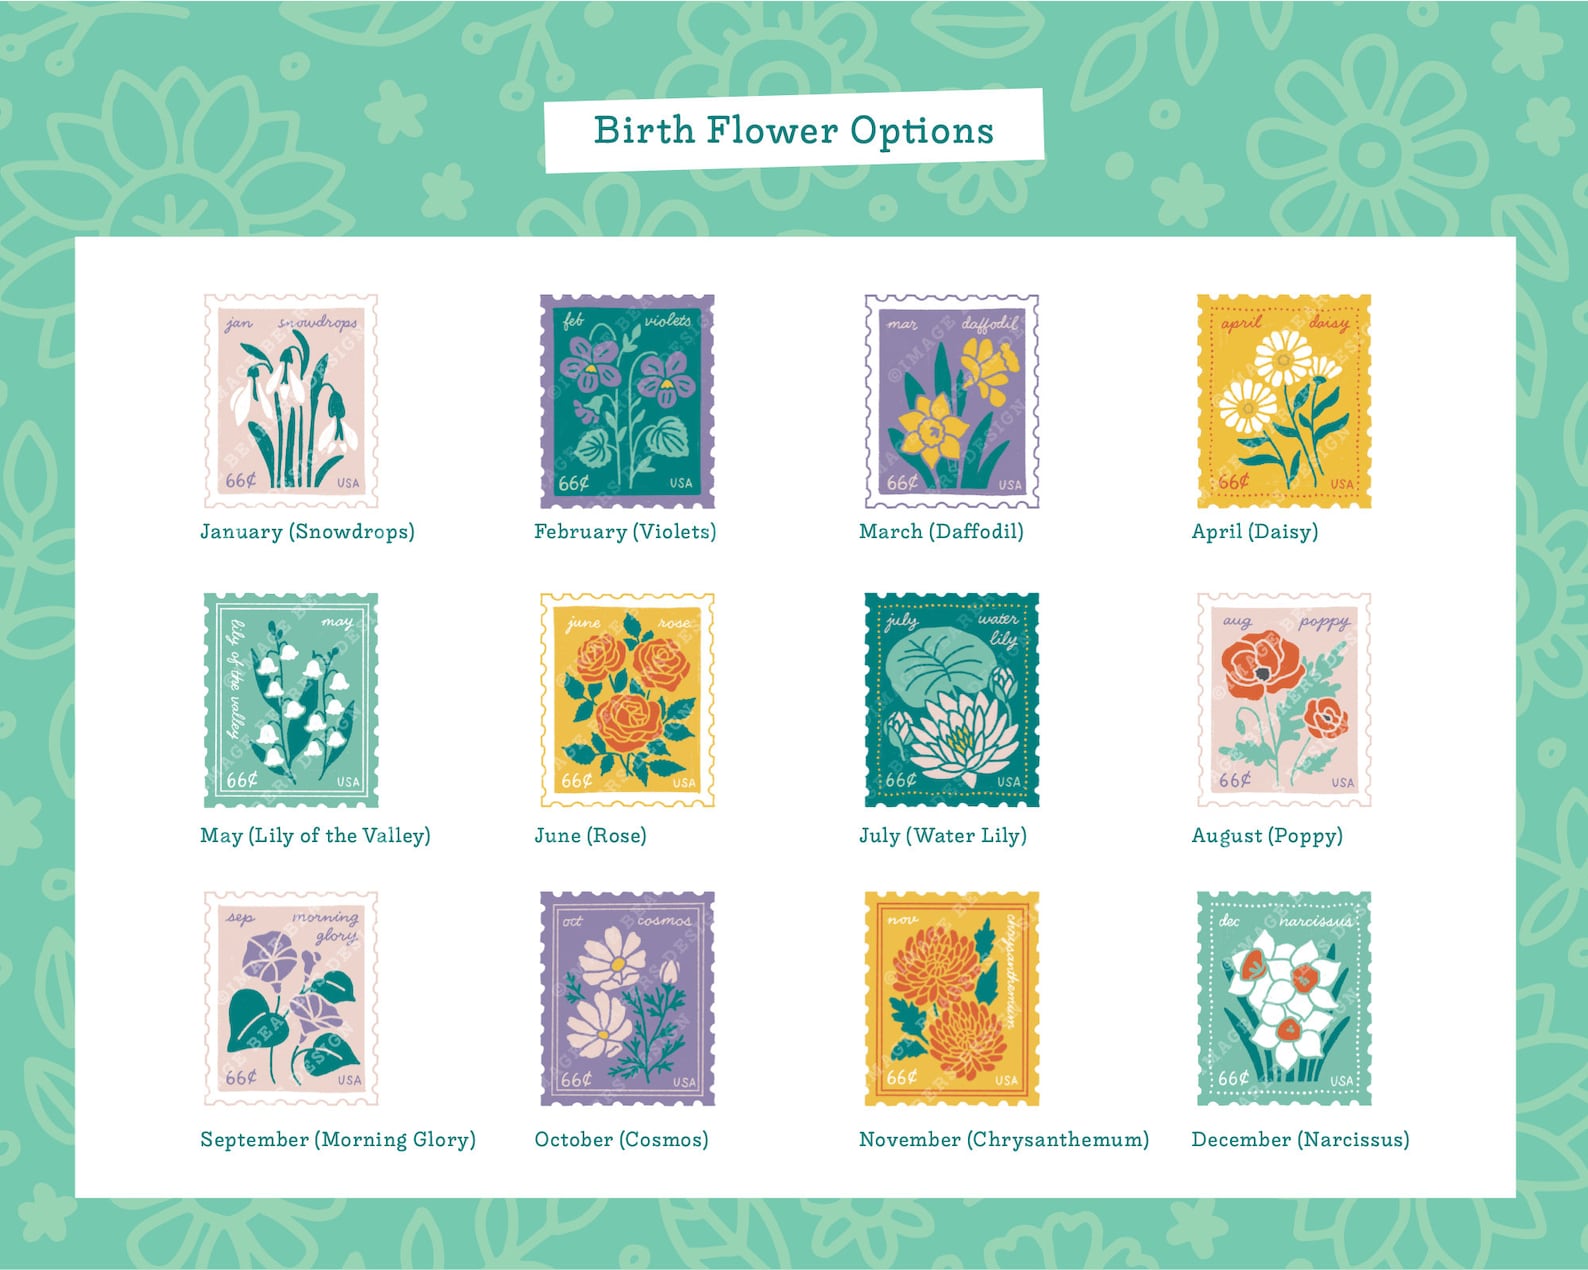 Birth Flower Options
jan snowdrops
66¢ USA
January (Snowdrops)
feb violets
66¢ USA
February (Violets)
mar daffodil
66¢ USA
March (Daffodil)
april daisy
66¢ USA
April (Daisy)
may
lily of the valley
66¢ USA
May (Lily of the Valley)
june rose
66¢ USA
June (Rose)
july water
lily
66¢ USA
July (Water Lily)
aug poppy
66¢ USA
August (Poppy)
sep morning
glory
66¢ USA
September (Morning Glory)
oct cosmos
66¢ USA
October (Cosmos)
nov
chrysanthemum
66¢ USA
November (Chrysanthemum)
dec narcissus
66¢ USA
December (Narcissus)